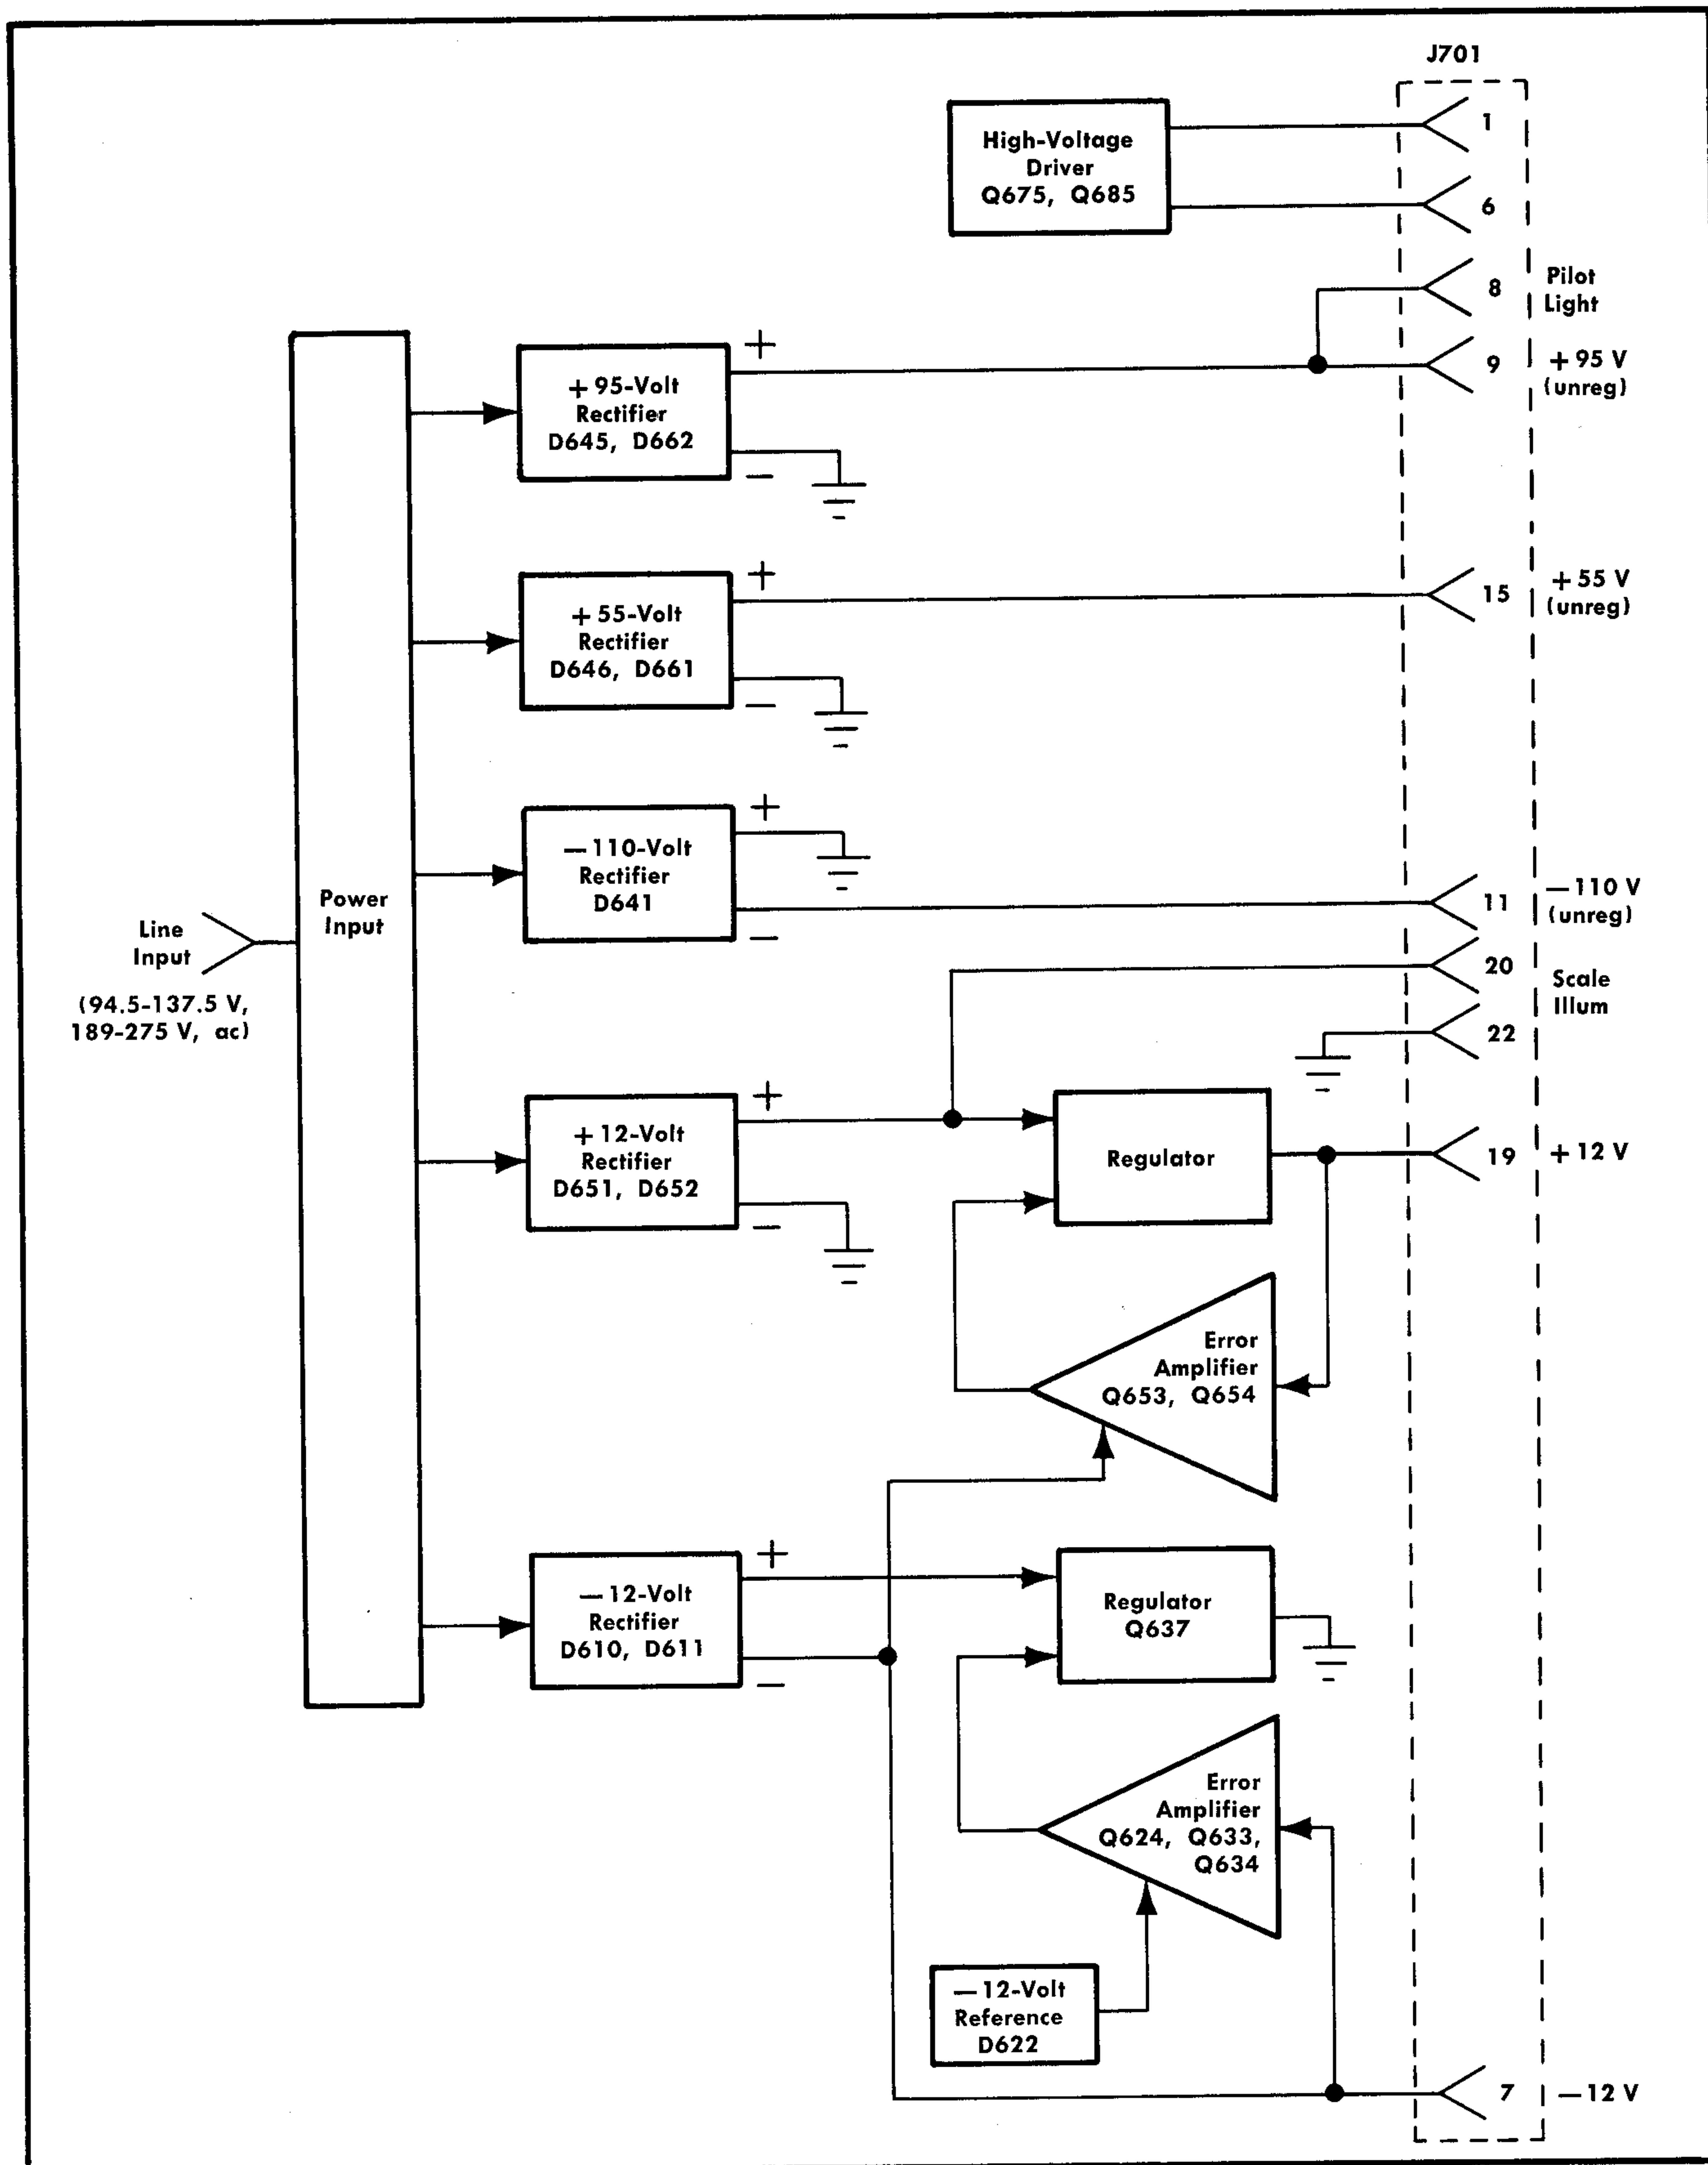 J701
High-Voltage
Driver
Q675, Q685
1
6
8
Pilot
Light
9
+95 V
(unreg)
+
+95-Volt
Rectifier
D645, D662
−
+
+55-Volt
Rectifier
D646, D661
−
15
+55 V
(unreg)
+
−110-Volt
Rectifier
D641
−
11
−110 V
(unreg)
Power
Input
Line
Input
(94.5-137.5 V,
189-275 V, ac)
20
Scale
Illum
22
+
+12-Volt
Rectifier
D651, D652
−
Regulator
19
+12 V
Error
Amplifier
Q653, Q654
+
−12-Volt
Rectifier
D610, D611
−
Regulator
Q637
Error
Amplifier
Q624, Q633,
Q634
−12-Volt
Reference
D622
7
−12 V